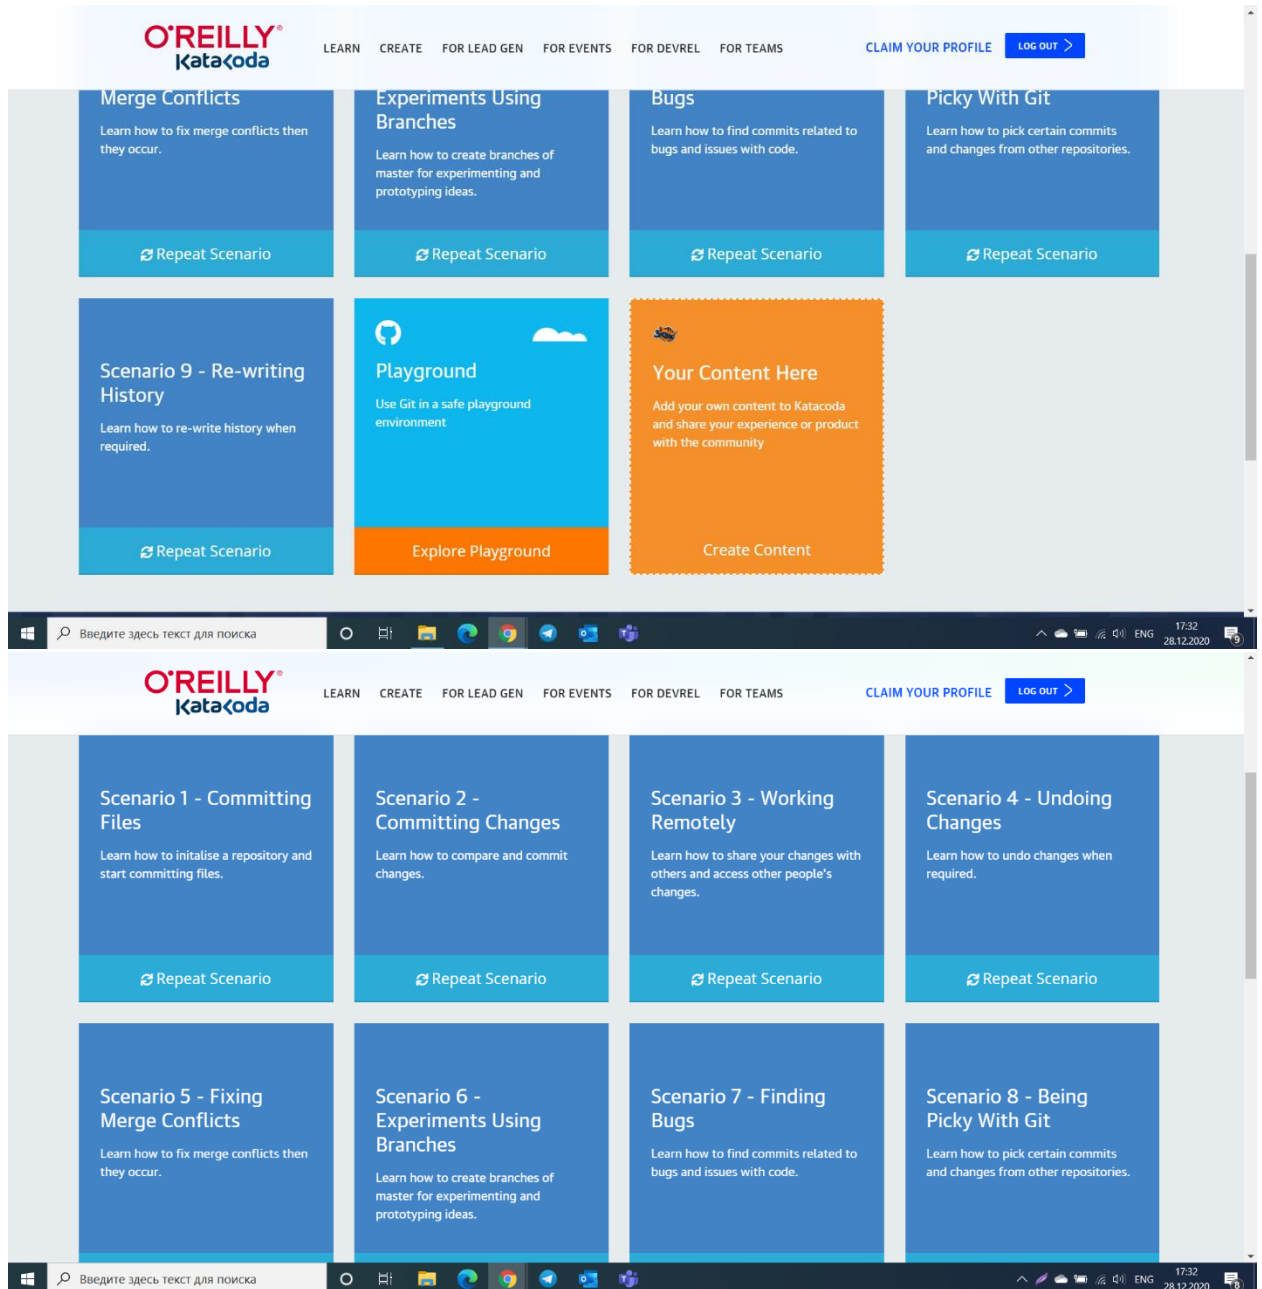 O'REILLY®
Katakoda
LEARN CREATE FOR LEAD GEN FOR EVENTS FOR DEVREL FOR TEAMS CLAIM YOUR PROFILE LOG OUT
Merge Conflicts
Learn how to fix merge conflicts then
they occur.
Repeat Scenario
Experiments Using
Branches
Learn how to create branches of
master for experimenting and
prototyping ideas.
Repeat Scenario
Bugs
Learn how to find commits related to
bugs and issues with code.
Repeat Scenario
Picky With Git
Learn how to pick certain commits
and changes from other repositories.
Repeat Scenario
Scenario 9 - Re-writing
History
Learn how to re-write history when
required.
Repeat Scenario
Playground
Use Git in a safe playground
environment
Explore Playground
Your Content Here
Add your own content to Katacoda
and share your experience or product
with the community
Create Content
Введите здесь текст для поиска
ENG
17:32
28.12.2020
9
O'REILLY®
Katakoda
LEARN CREATE FOR LEAD GEN FOR EVENTS FOR DEVREL FOR TEAMS CLAIM YOUR PROFILE LOG OUT
Scenario 1 - Committing
Files
Learn how to initalise a repository and
start committing files.
Repeat Scenario
Scenario 2 -
Committing Changes
Learn how to compare and commit
changes.
Repeat Scenario
Scenario 3 - Working
Remotely
Learn how to share your changes with
others and access other people's
changes.
Repeat Scenario
Scenario 4 - Undoing
Changes
Learn how to undo changes when
required.
Repeat Scenario
Scenario 5 - Fixing
Merge Conflicts
Learn how to fix merge conflicts then
they occur.
Scenario 6 -
Experiments Using
Branches
Learn how to create branches of
master for experimenting and
prototyping ideas.
Scenario 7 - Finding
Bugs
Learn how to find commits related to
bugs and issues with code.
Scenario 8 - Being
Picky With Git
Learn how to pick certain commits
and changes from other repositories.
Введите здесь текст для поиска
ENG
17:32
28.12.2020
8